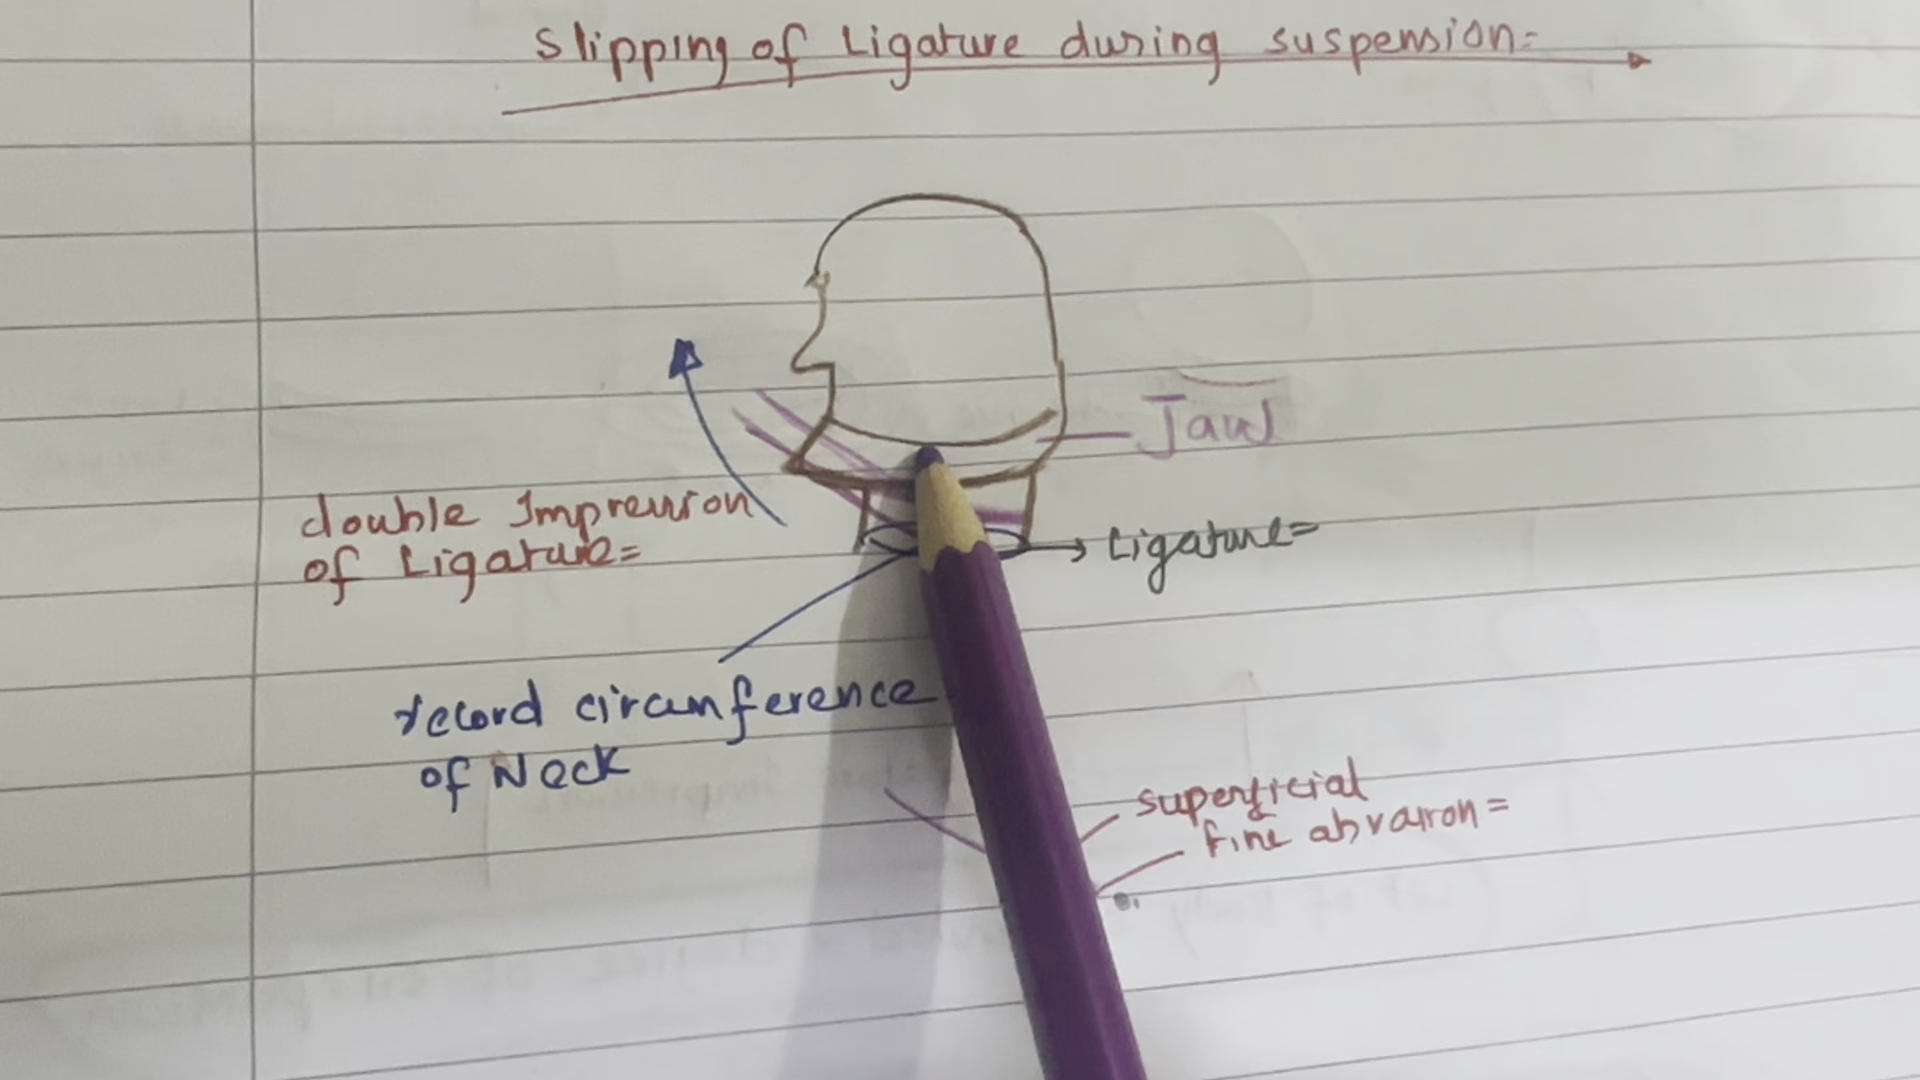 Slipping of Ligature during suspension=
Jaw
double Impression
of Ligature=
Ligature=
record circumference
of Neck
superficial
fine abrasion=